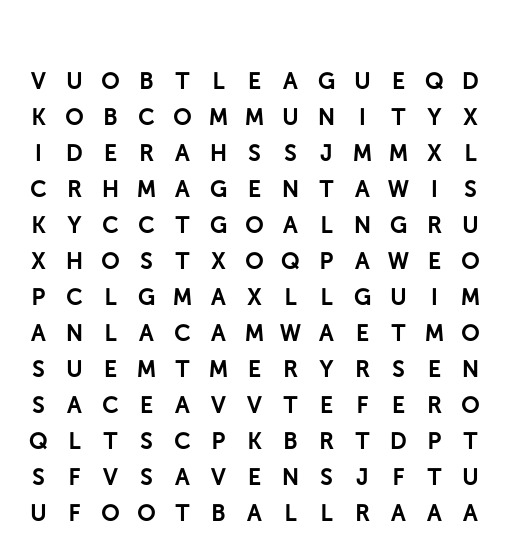 V U O B T L E A G U E Q D
K O B C O M M U N I T Y X
I D E R A H S S J M M X L
C R H M A G E N T A W I S
K Y C C T G O A L N G R U
X H O S T X O Q P A W E O
P C L G M A X L L G U I M
A N L A C A M W A E T M O
S U E M T M E R Y R S E N
S A C E A V V T E F E R O
Q L T S C P K B R T D P T
S F V S A V E N S J F T U
U F O O T B A L L R A A A